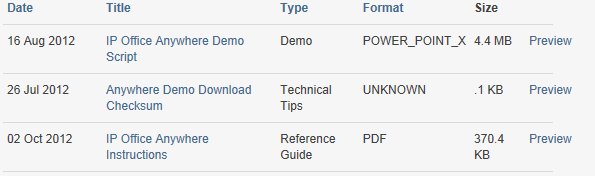 Date Title Type Format Size
16 Aug 2012 IP Office Anywhere Demo Demo POWER_POINT_X 4.4 MB Preview
Script
26 Jul 2012 Anywhere Demo Download Technical UNKNOWN .1 KB Preview
Checksum Tips
02 Oct 2012 IP Office Anywhere Reference PDF 370.4 Preview
Instructions Guide KB